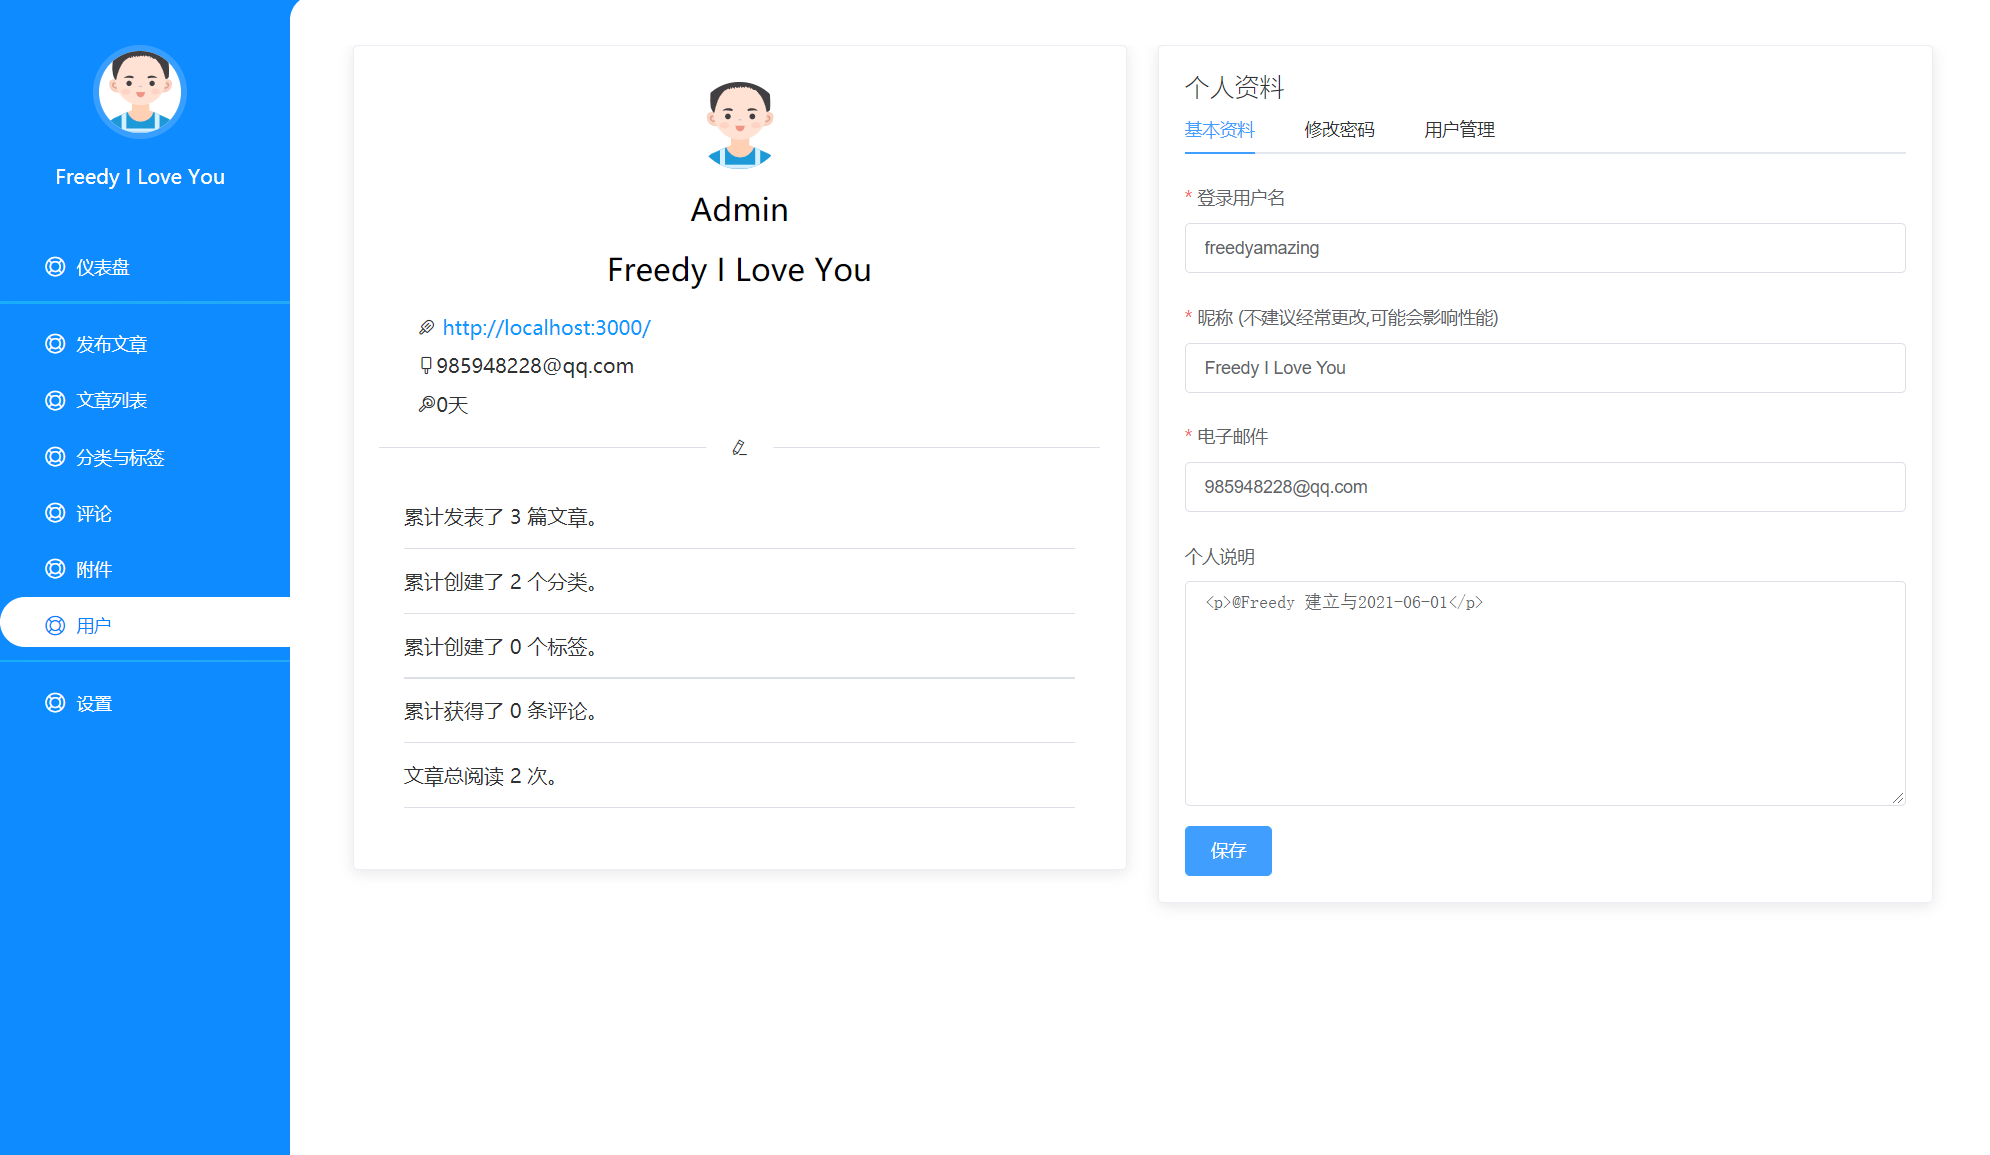 Freedy I Love You
仪表盘
发布文章
文章列表
分类与标签
评论
附件
用户
设置
Admin
Freedy I Love You
http://localhost:3000/
985948228@qq.com
0天
累计发表了 3 篇文章。
累计创建了 2 个分类。
累计创建了 0 个标签。
累计获得了 0 条评论。
文章总阅读 2 次。
个人资料
基本资料 修改密码 用户管理
* 登录用户名
freedyamazing
* 昵称 (不建议经常更改,可能会影响性能)
Freedy I Love You
* 电子邮件
985948228@qq.com
个人说明
<p>@Freedy 建立与2021-06-01</p>
保存